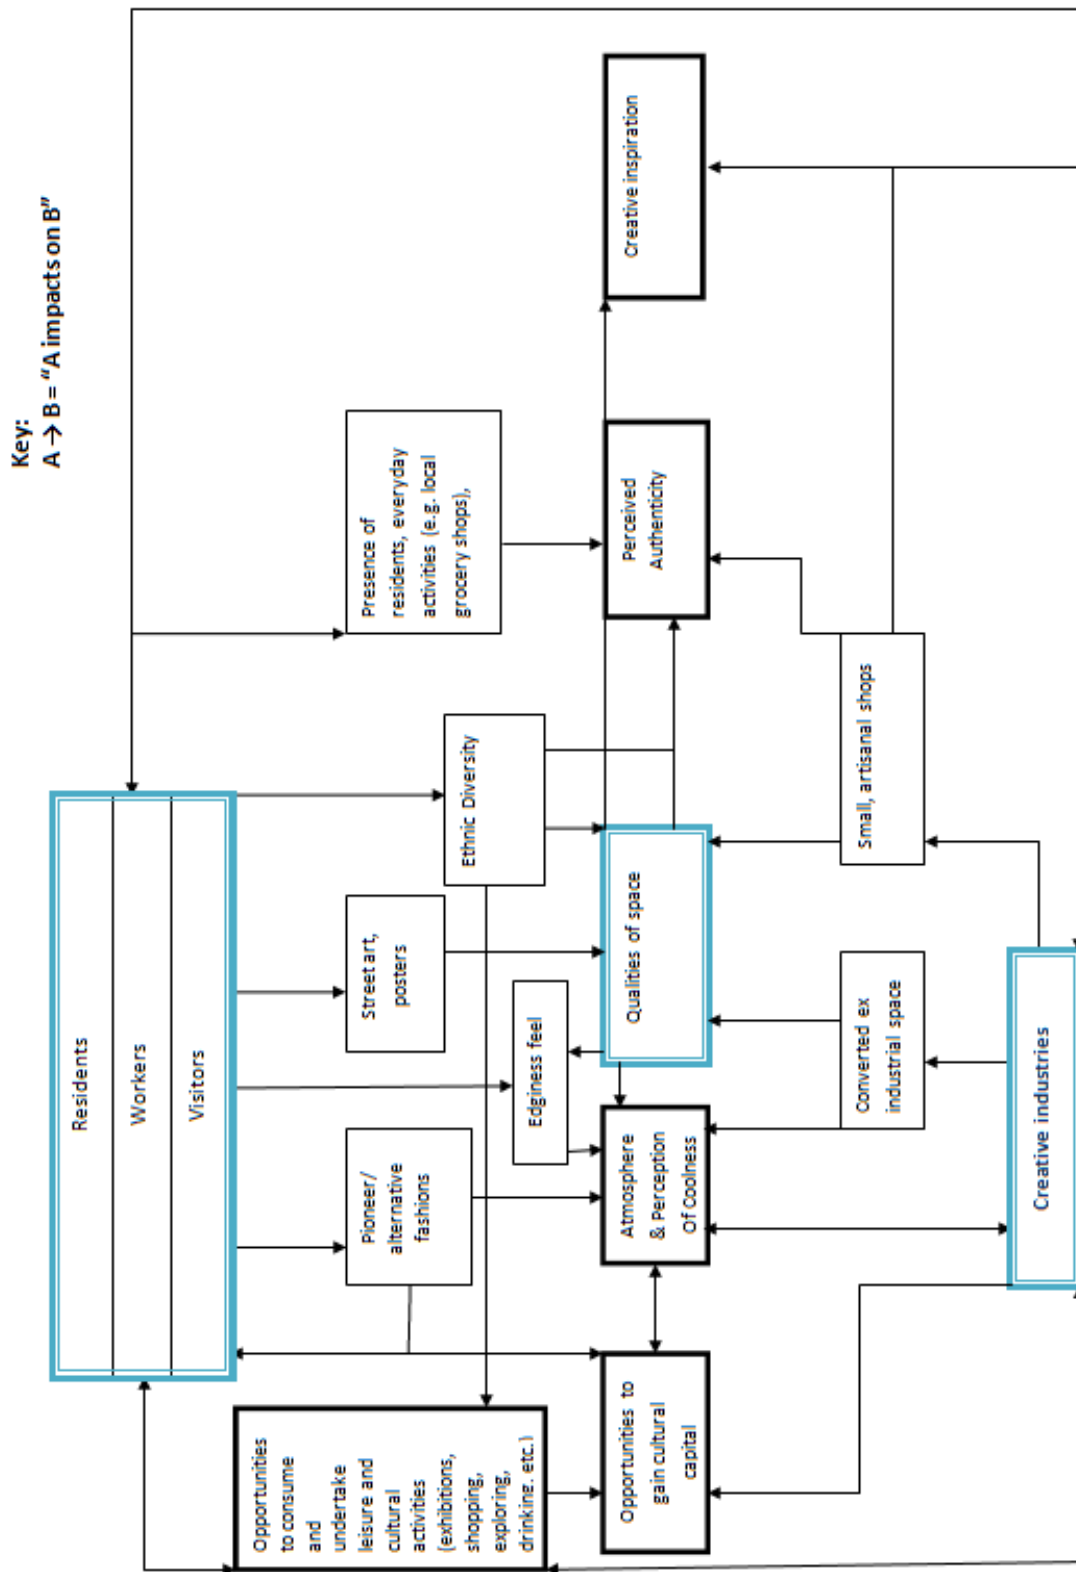 Key:
A → B = “A impacts on B”
Residents
Workers
Visitors
Opportunities
to consume
and
undertake
leisure and
cultural
activities
(exhibitions,
shopping,
exploring,
drinking. etc.)
Pioneer/
alternative
fashions
Edginess feel
Street art,
posters
Ethnic Diversity
Presence of
residents, everyday
activities (e.g. local
grocery shops),
Opportunities to
gain cultural
capital
Atmosphere
& Perception
Of Coolness
Qualities of space
Perceived
Authenticity
Creative inspiration
Converted ex
industrial space
Small, artisanal shops
Creative industries